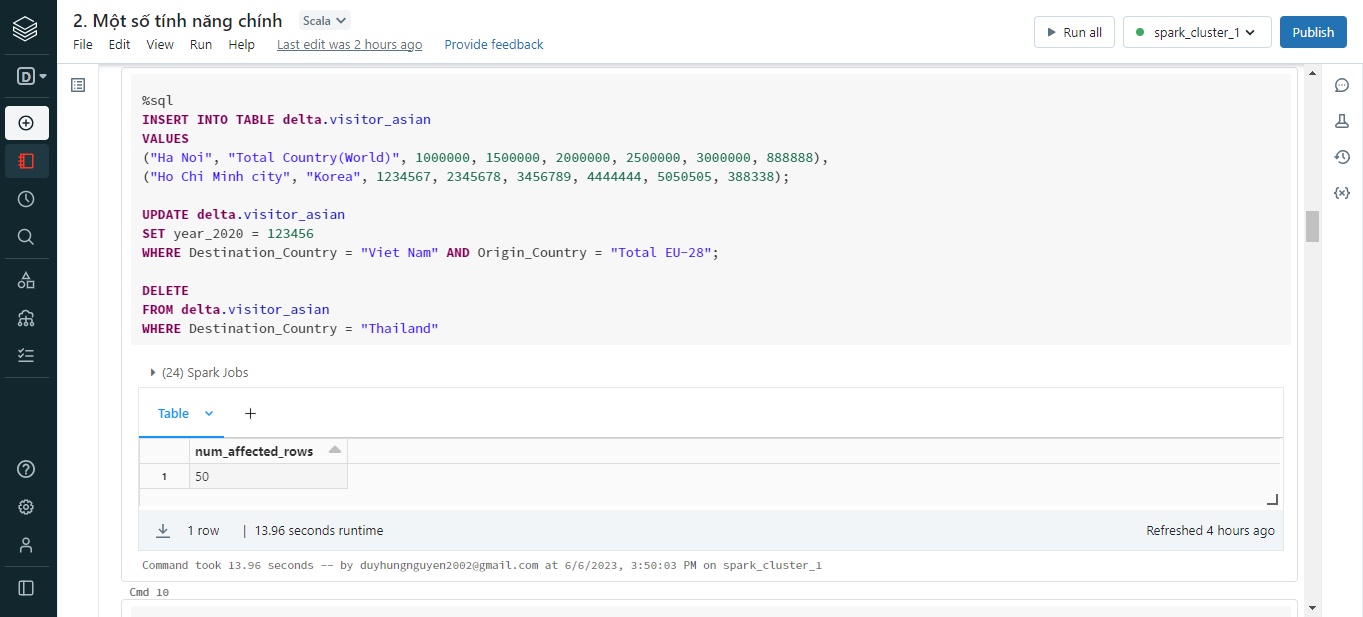 2. Một số tính năng chính Scala
File Edit View Run Help Last edit was 2 hours ago Provide feedback
Run all spark_cluster_1 Publish
D
%sql
INSERT INTO TABLE delta.visitor_asian
VALUES
("Ha Noi", "Total Country(World)", 1000000, 1500000, 2000000, 2500000, 3000000, 888888),
("Ho Chi Minh city", "Korea", 1234567, 2345678, 3456789, 4444444, 5050505, 388338);
UPDATE delta.visitor_asian
SET year_2020 = 123456
WHERE Destination_Country = "Viet Nam" AND Origin_Country = "Total EU-28";
DELETE
FROM delta.visitor_asian
WHERE Destination_Country = "Thailand"
(24) Spark Jobs
Table +
num_affected_rows
1 50
1 row | 13.96 seconds runtime Refreshed 4 hours ago
Command took 13.96 seconds -- by duyhungnguyen2002@gmail.com at 6/6/2023, 3:50:03 PM on spark_cluster_1
Cmd 10